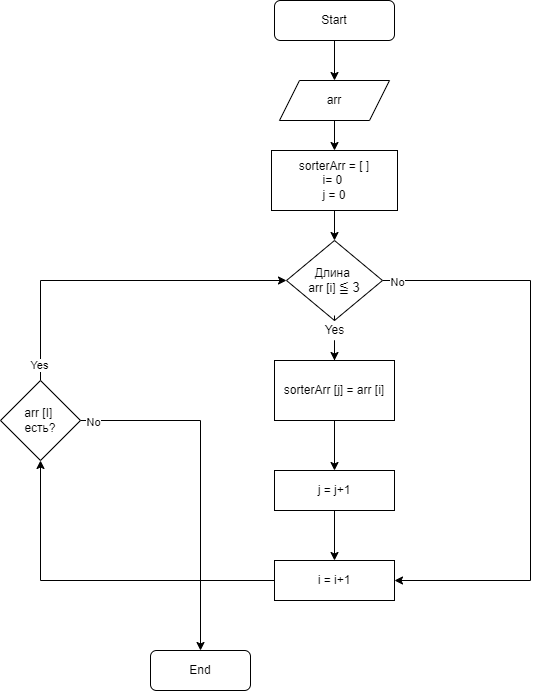 Start
arr
sorterArr = [ ]
i= 0
j = 0
Длина
arr [i] ≦ 3
No
Yes
sorterArr [j] = arr [i]
j = j+1
i = i+1
Yes
arr [I]
есть?
No
End